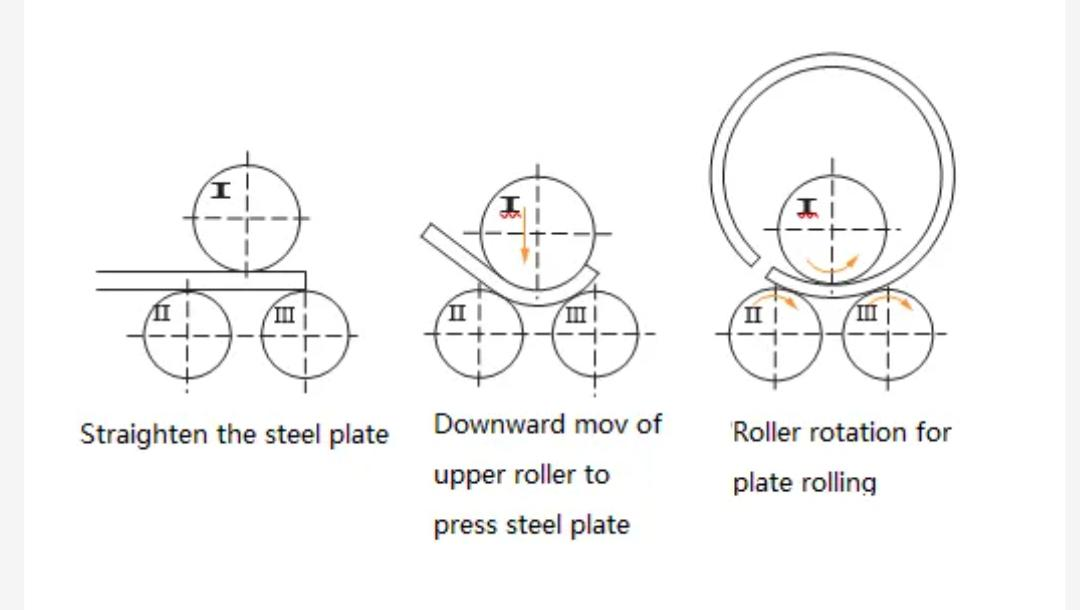 I
II
III
Straighten the steel plate
I
II
III
Downward mov of
upper roller to
press steel plate
I
II
III
'Roller rotation for
plate rolling